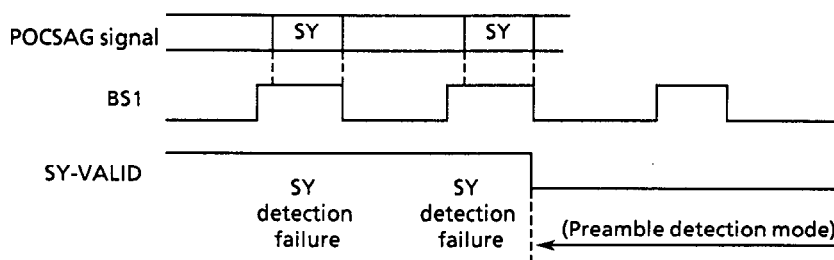 POCSAG signal
SY
SY
BS1
SY-VALID
SY
detection
failure
SY
detection
failure
(Preamble detection mode)